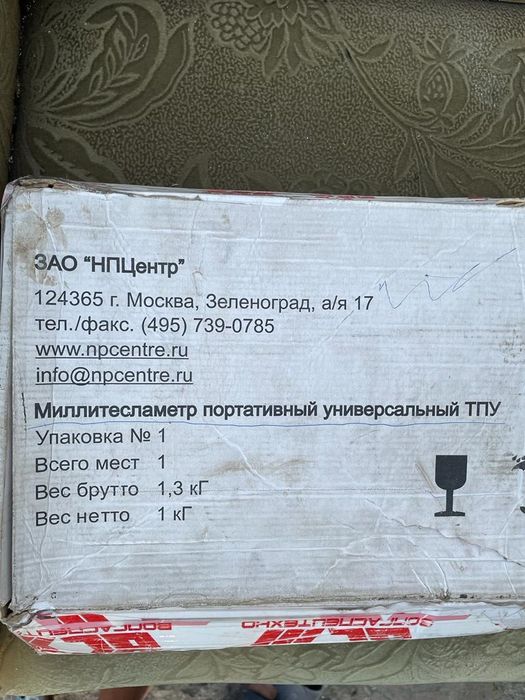 ЗАО "НПЦентр"
124365 г. Москва, Зеленоград, а/я 17
тел./факс. (495) 739-0785
www.npcentre.ru
info@npcentre.ru
Миллитесламетр портативный универсальный ТПУ
Упаковка № 1
Всего мест 1
Вес брутто 1,3 кГ
Вес нетто 1 кГ
ВОЛГАСПЕЦТЕХНО